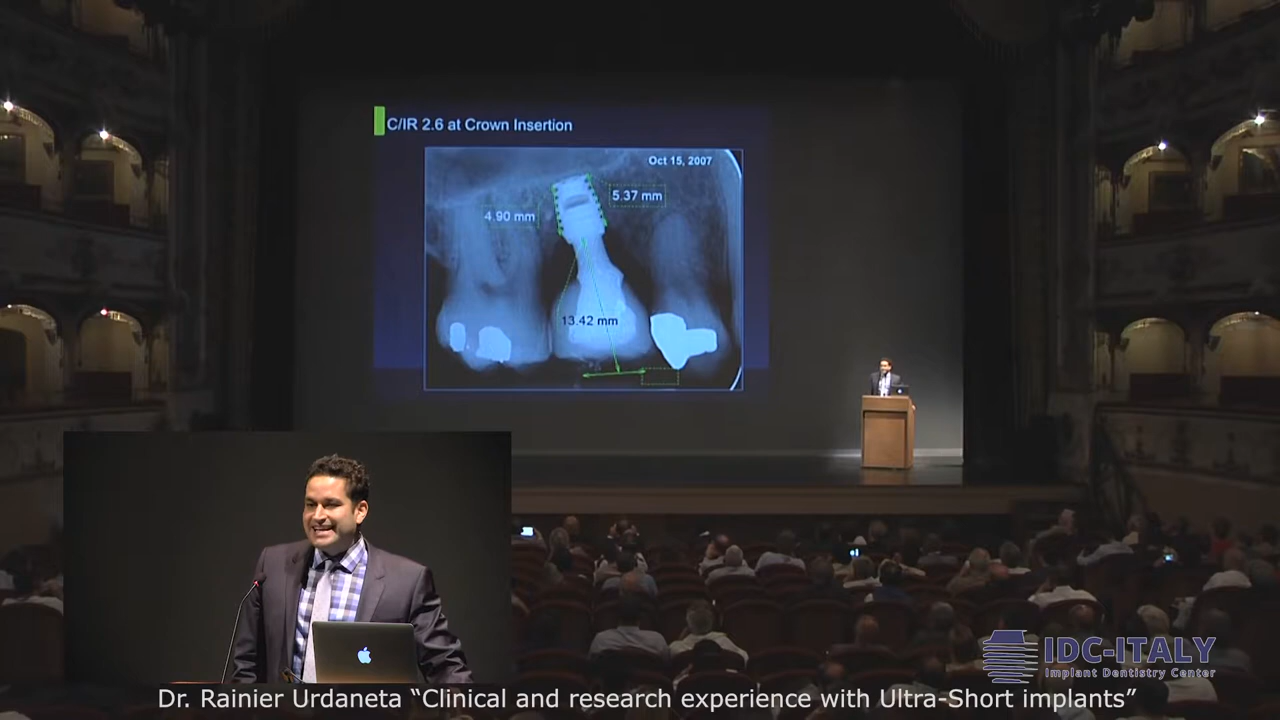 C/IR 2.6 at Crown Insertion
Oct 15, 2007
5.37 mm
4.90 mm
13.42 mm
IDC-ITALY
Implant Dentistry Center
Dr. Rainier Urdaneta “Clinical and research experience with Ultra-Short implants”